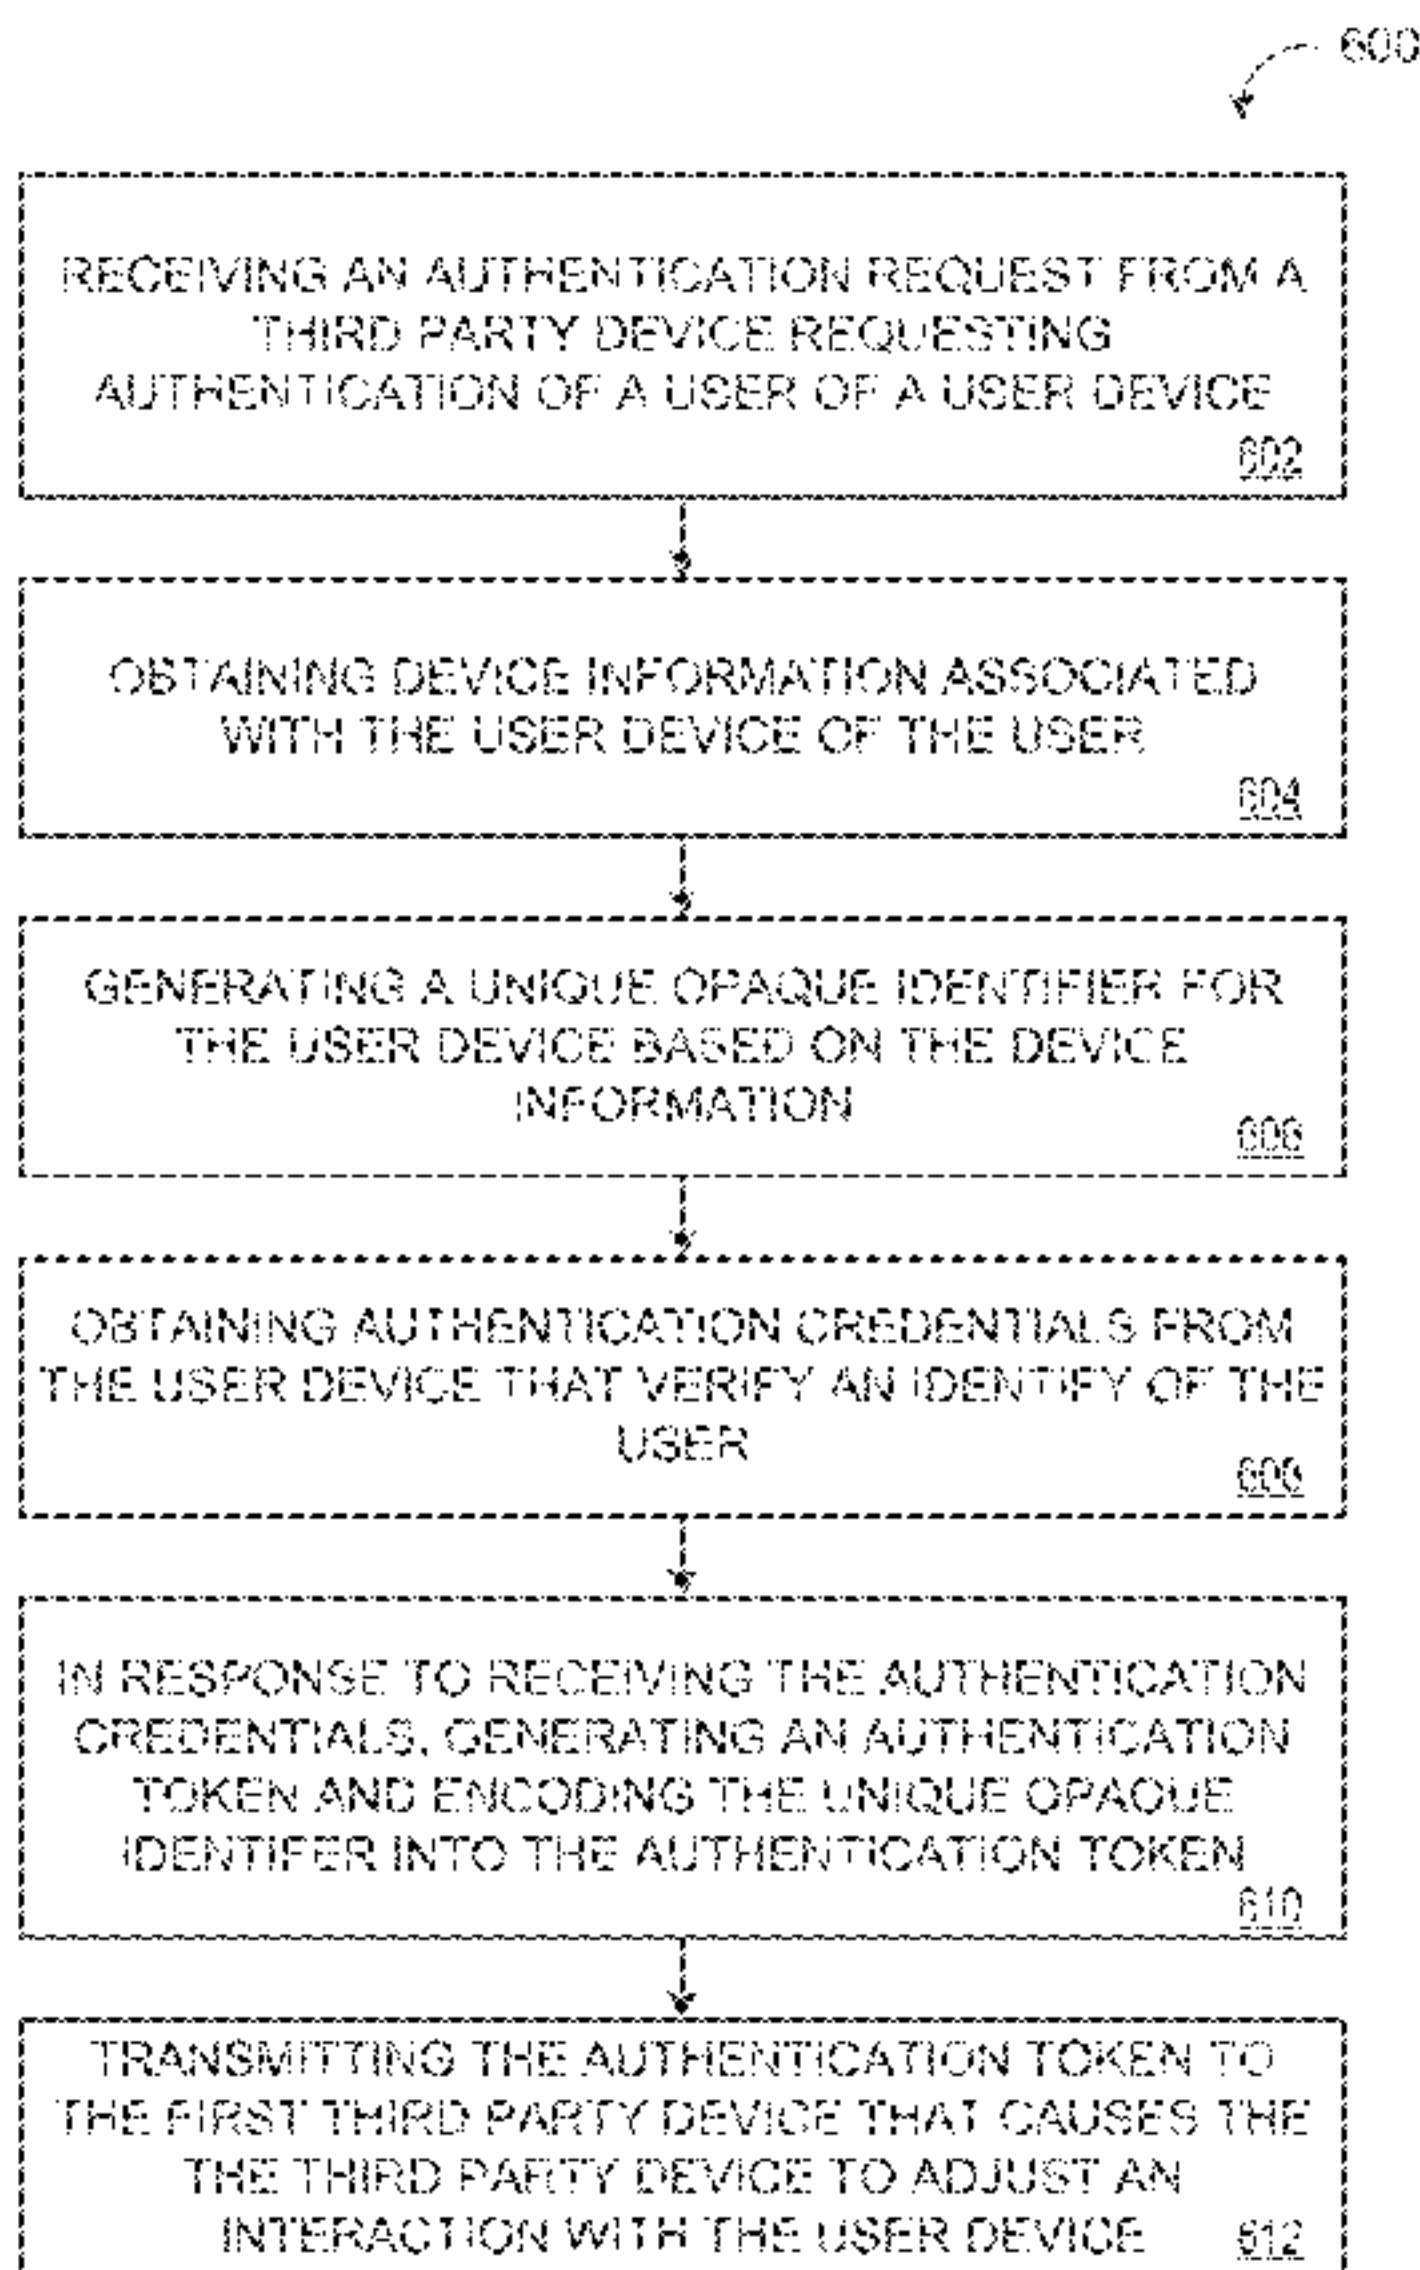 600
RECEIVING AN AUTHENTICATION REQUEST FROM A
THIRD PARTY DEVICE REQUESTING
AUTHENTICATION OF A USER OF A USER DEVICE
602
OBTAINING DEVICE INFORMATION ASSOCIATED
WITH THE USER DEVICE OF THE USER
604
GENERATING A UNIQUE OPAQUE IDENTIFIER FOR
THE USER DEVICE BASED ON THE DEVICE
INFORMATION
606
OBTAINING AUTHENTICATION CREDENTIALS FROM
THE USER DEVICE THAT VERIFY AN IDENTIFY OF THE
USER
IN RESPONSE TO RECEIVING THE AUTHENTICATION
CREDENTIALS, GENERATING AN AUTHENTICATION
TOKEN AND ENCODING THE UNIQUE OPAQUE
IDENTIFER INTO THE AUTHENTICATION TOKEN
610
TRANSMITTING THE AUTHENTICATION TOKEN TO
THE FIRST THIRD PARTY DEVICE THAT CAUSES THE
THE THIRD PARTY DEVICE TO ADJUST AN
INTERACTION WITH THE USER DEVICE
612